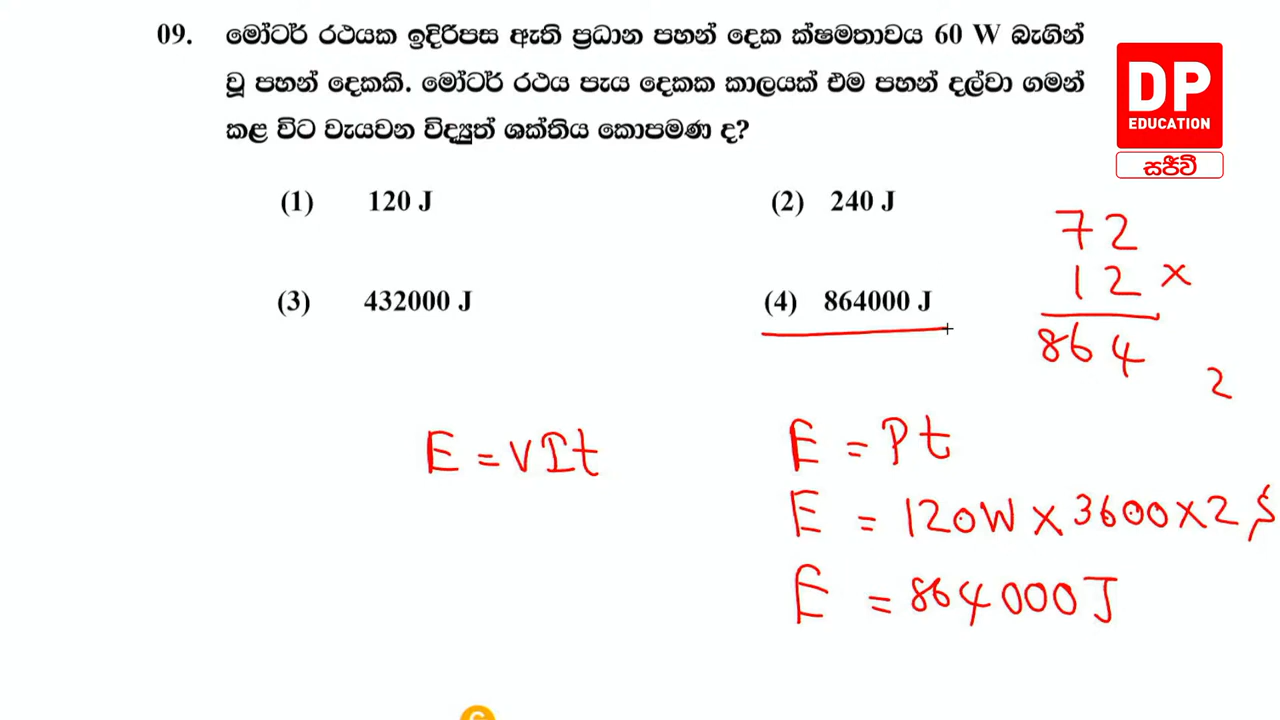 09. මෝටර් රථයක ඉදිරිපස ඇති ප්‍රධාන පහන් දෙක ක්ෂමතාවය 60 W බැගින්
වූ පහන් දෙකකි. මෝටර් රථය පැය දෙකක කාලයක් එම පහන් දල්වා ගමන්
කළ විට වැයවන විද්‍යුත් ශක්තිය කොපමණ ද?
DP
EDUCATION
සජීවී
(1) 120 J
(2) 240 J
(3) 432000 J
(4) 864000 J
72
12 ×
864
2
E = VIt
E = Pt
E = 120W × 3600 × 2 s
E = 864000J